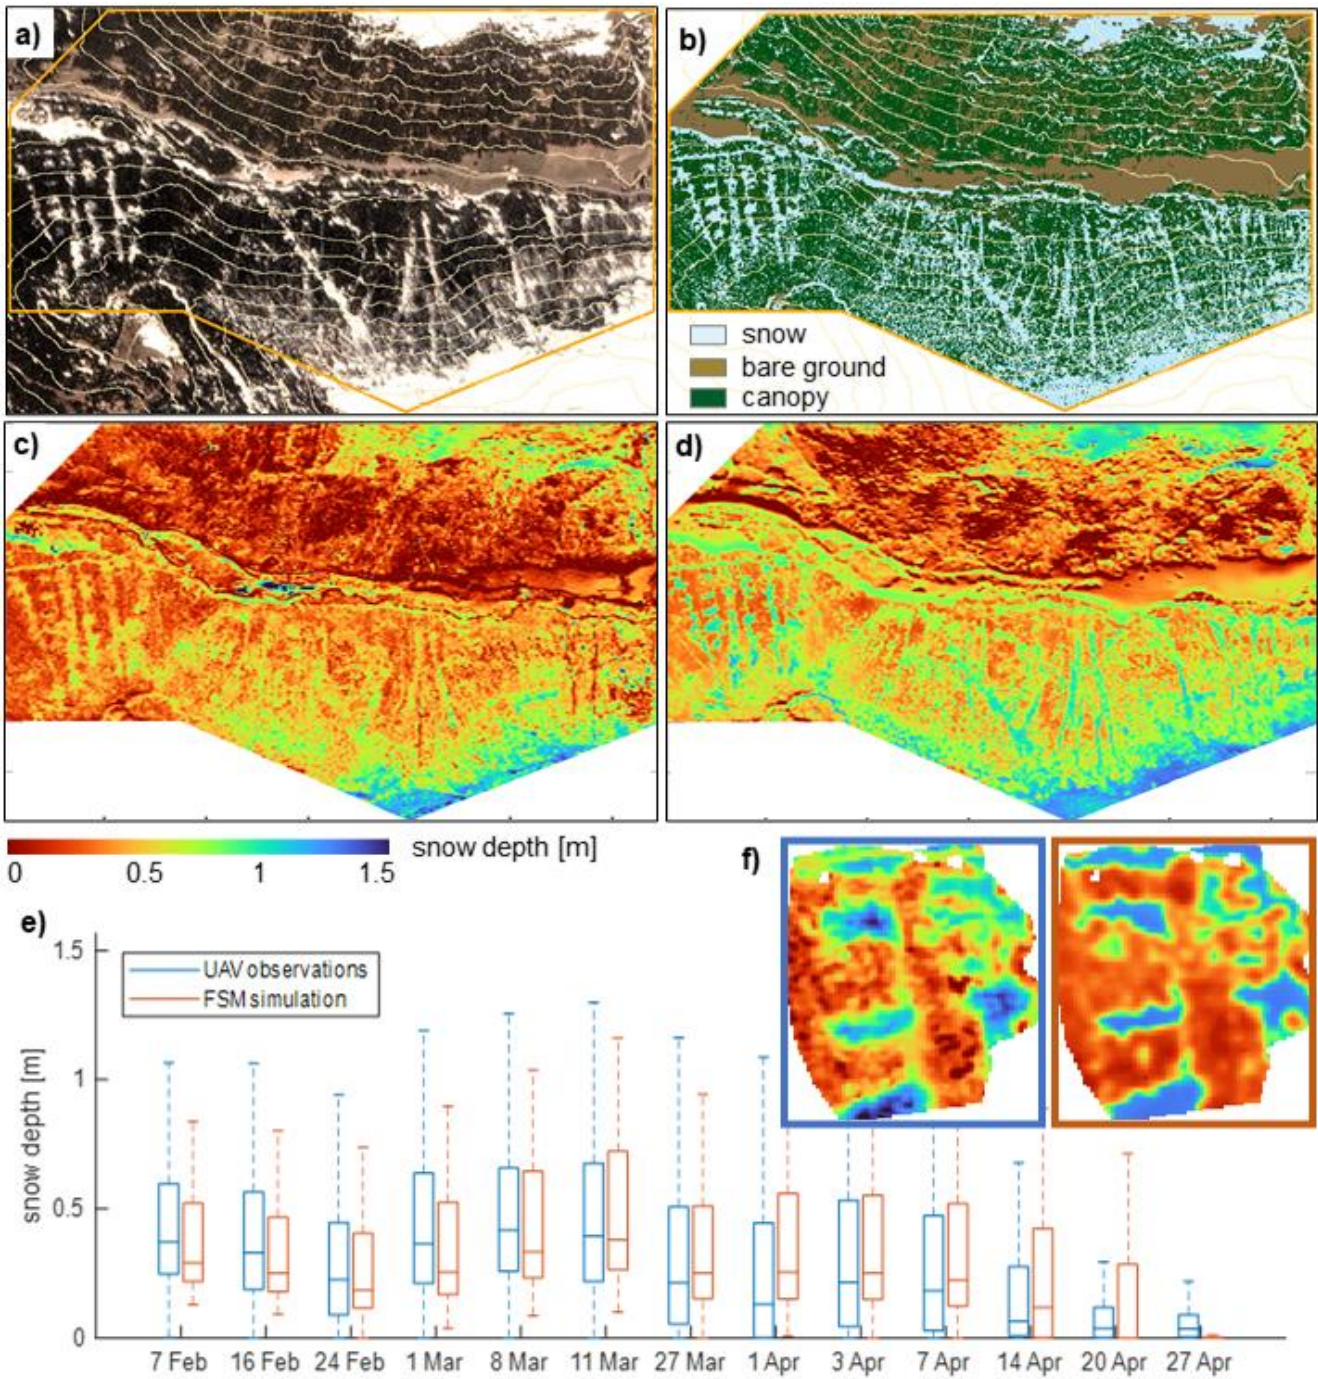 a)
b)
snow
bare ground
canopy
c)
d)
snow depth [m]
0 0.5 1 1.5
f)
e)
1.5
UAV observations
FSM simulation
1
0.5
0
snow depth [m]
7 Feb 16 Feb 24 Feb 1 Mar 8 Mar 11 Mar 27 Mar 1 Apr 3 Apr 7 Apr 14 Apr 20 Apr 27 Apr